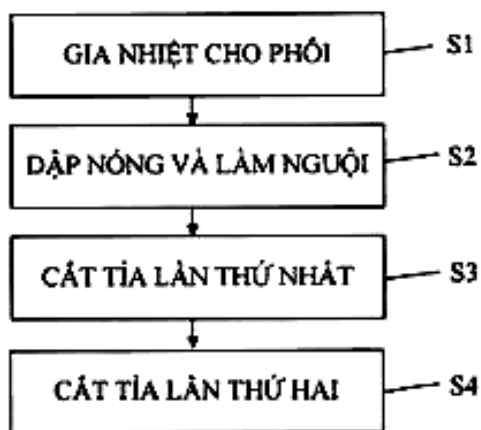 GIA NHIỆT CHO PHÔI S1
DẬP NÓNG VÀ LÀM NGUỘI S2
CẮT TỈA LẦN THỨ NHẤT S3
CẮT TỈA LẦN THỨ HAI S4